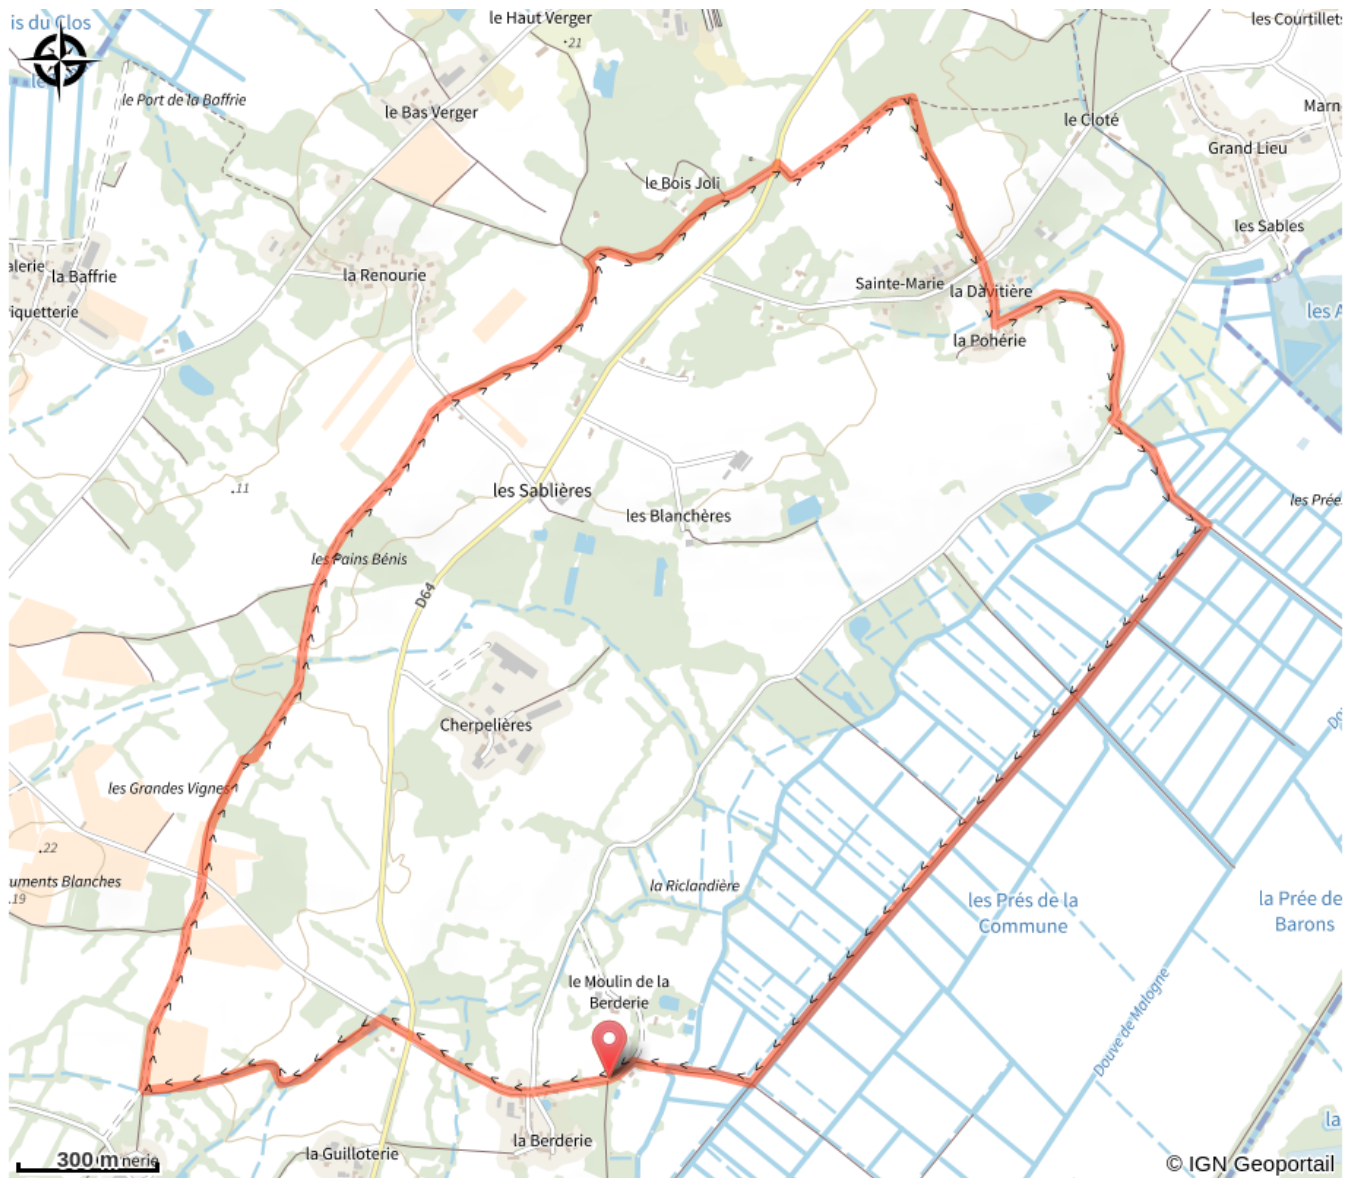 is du Clos
le Haut Verger
.21
les Courtillet
le Port de la Baffrie
le Bas Verger
Marn
le Cloté
Grand Lieu
le Bois Joli
les Sables
alerie
la Baffrie
la Renourie
Sainte-Marie
la Davitière
iquetterie
les A
la Pohérie
.11
les Sablières
les Blanchères
les Prée
les Pains Bénis
D64
Cherpelières
les Grandes Vignes
.22
uments Blanches
.19
la Riclandière
les Prés de la
Commune
la Prée de
Barons
le Moulin de la
Berderie
Douve de Malogne
la Berderie
la
la Guilloterie
300 m
nerie
© IGN Geoportail